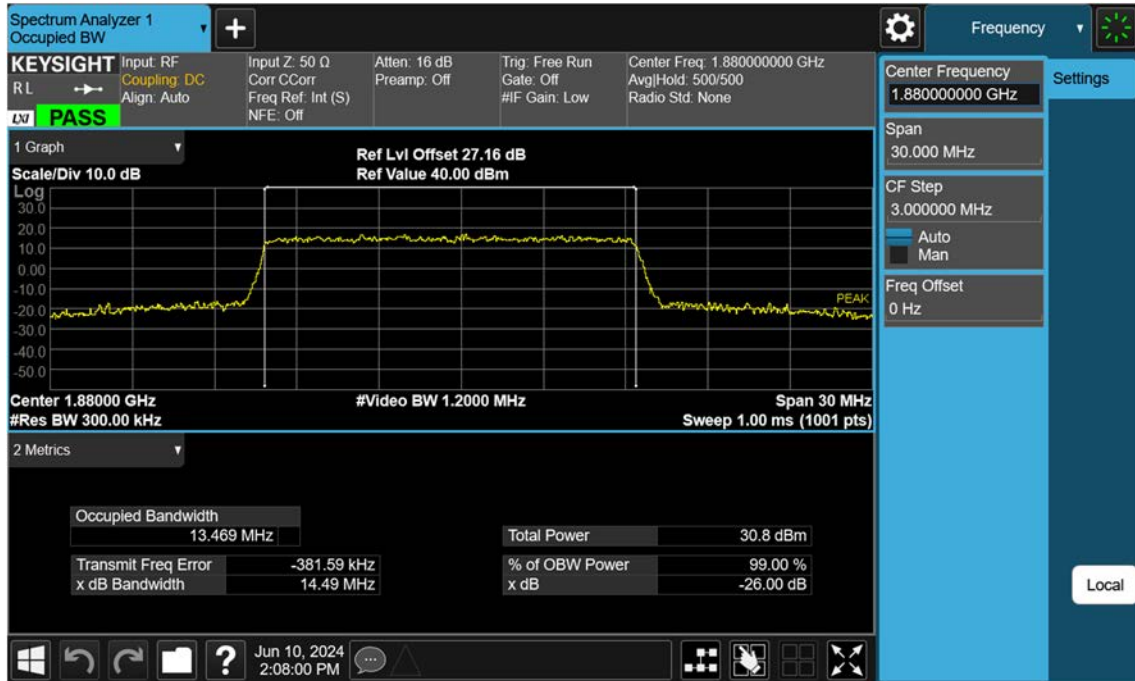 Spectrum Analyzer 1
Occupied BW
+
Frequency
KEYSIGHT
R L
LXI
PASS
Input: RF
Coupling: DC
Align: Auto
Input Z: 50 Ω
Corr CCorr
Freq Ref: Int (S)
NFE: Off
Atten: 16 dB
Preamp: Off
Trig: Free Run
Gate: Off
#IF Gain: Low
Center Freq: 1.880000000 GHz
Avg|Hold: 500/500
Radio Std: None
1 Graph
Scale/Div 10.0 dB
Ref Lvl Offset 27.16 dB
Ref Value 40.00 dBm
Log
30.0
20.0
10.0
0.00
-10.0
-20.0
-30.0
-40.0
-50.0
PEAK
Center 1.88000 GHz
#Video BW 1.2000 MHz
Span 30 MHz
#Res BW 300.00 kHz
Sweep 1.00 ms (1001 pts)
2 Metrics
Occupied Bandwidth
13.469 MHz
Total Power 30.8 dBm
Transmit Freq Error -381.59 kHz
% of OBW Power 99.00 %
x dB Bandwidth 14.49 MHz
x dB -26.00 dB
?
Jun 10, 2024
2:08:00 PM
Center Frequency
1.880000000 GHz
Settings
Span
30.000 MHz
CF Step
3.000000 MHz
Auto
Man
Freq Offset
0 Hz
Local